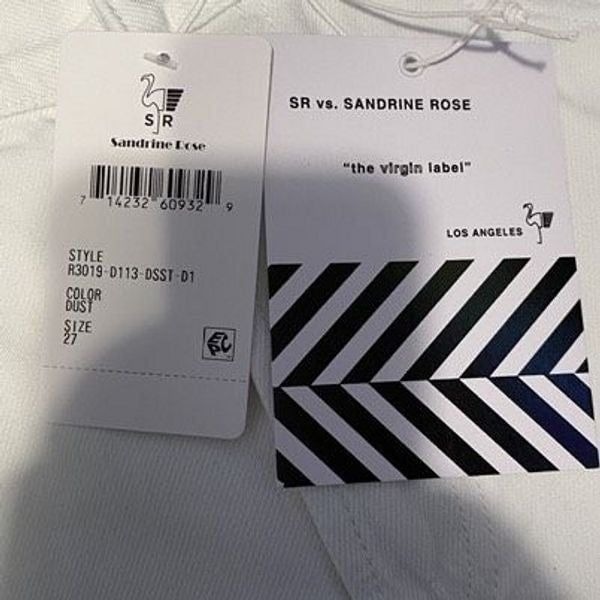 SR
Sandrine Rose
7 14232 60932 9
STYLE
R3019-D113-DSST-D1
COLOR
DUST
SIZE
27
EPC
SR vs. SANDRINE ROSE
"the virgin label"
LOS ANGELES